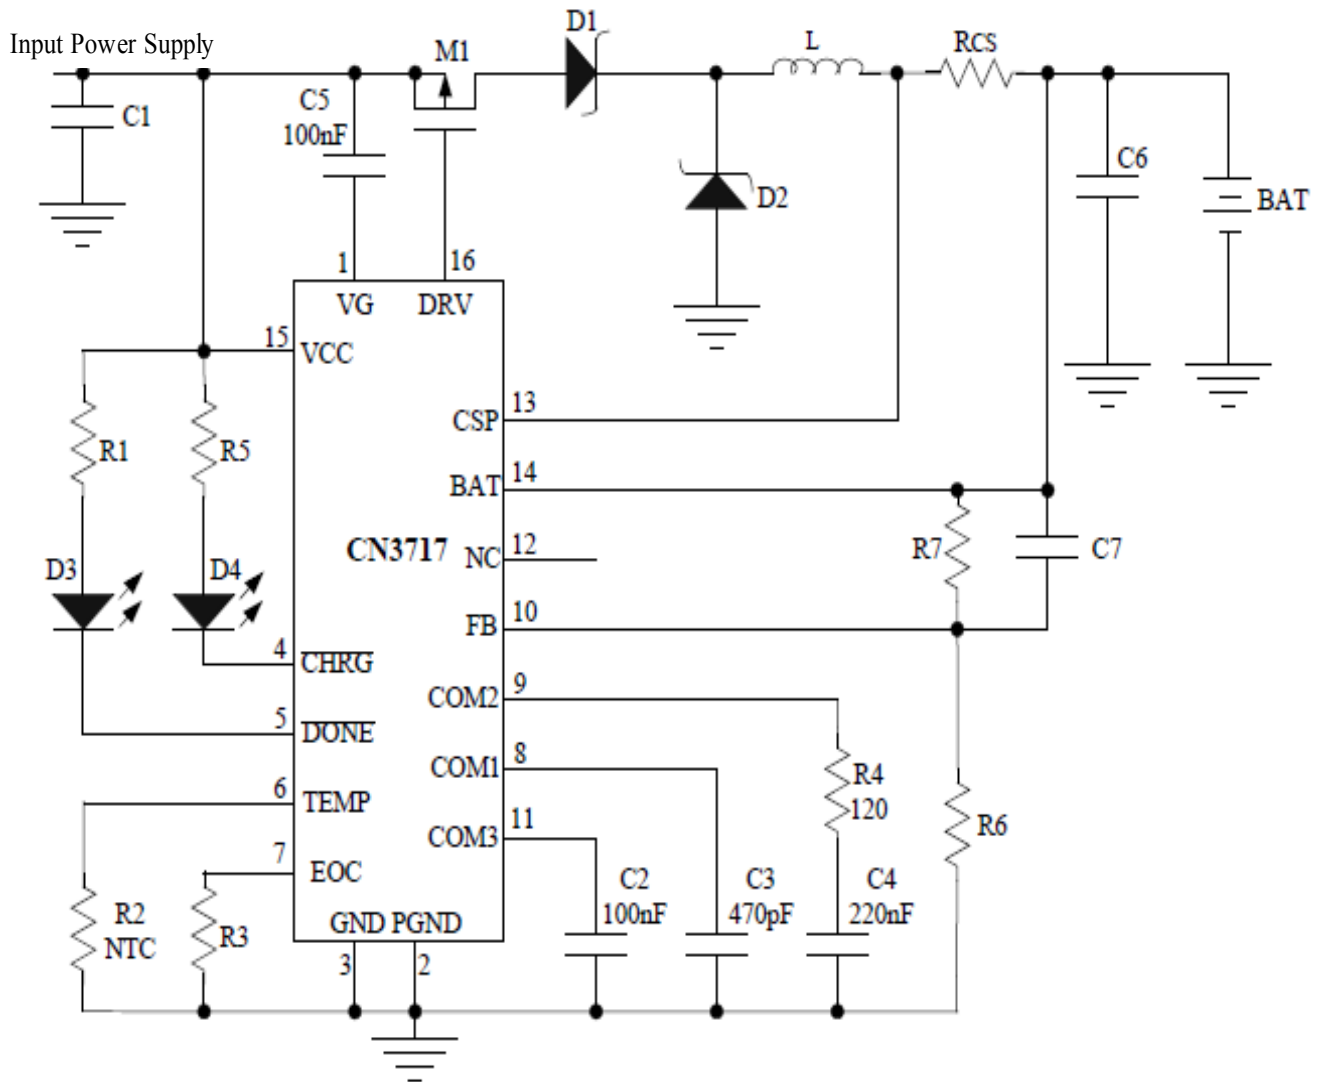 Input Power Supply
D1
M1
L
RCS
C1
C5
100nF
C6
D2
BAT
1
16
VG
DRV
15
VCC
13
CSP
14
BAT
R1
R5
R7
C7
CN3717
12
NC
D3
D4
10
FB
4
CHRG
9
COM2
5
DONE
8
COM1
R4
120
6
TEMP
11
COM3
R6
7
EOC
C2
100nF
C3
470pF
C4
220nF
R2
NTC
R3
GND PGND
3
2